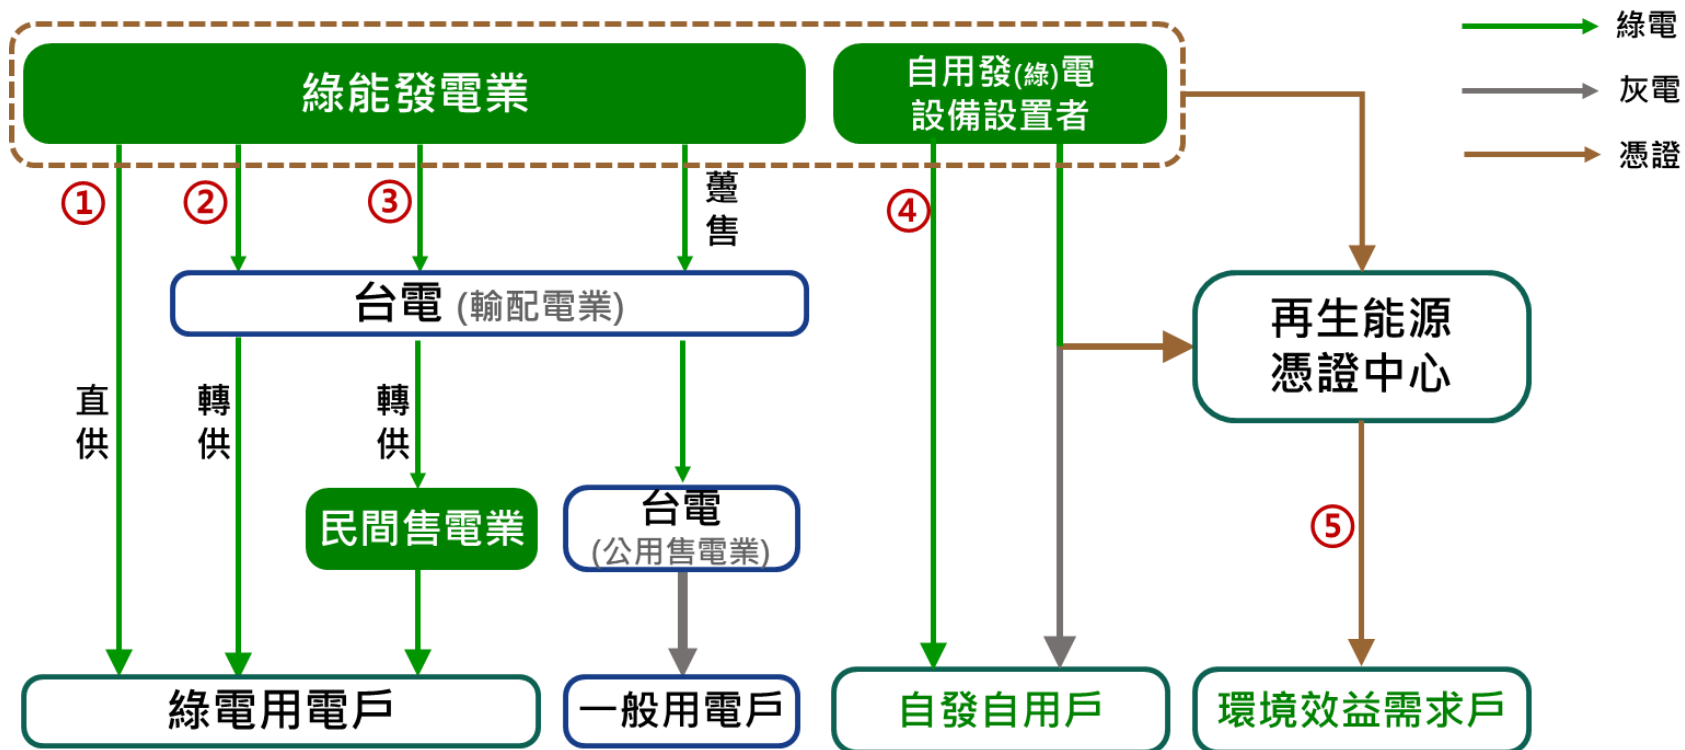 綠能發電業
自用發(綠)電
設備設置者
綠電
灰電
憑證
①
②
③
躉售
④
台電 (輸配電業)
再生能源
憑證中心
直供
轉供
轉供
民間售電業
台電
(公用售電業)
⑤
綠電用電戶
一般用電戶
自發自用戶
環境效益需求戶